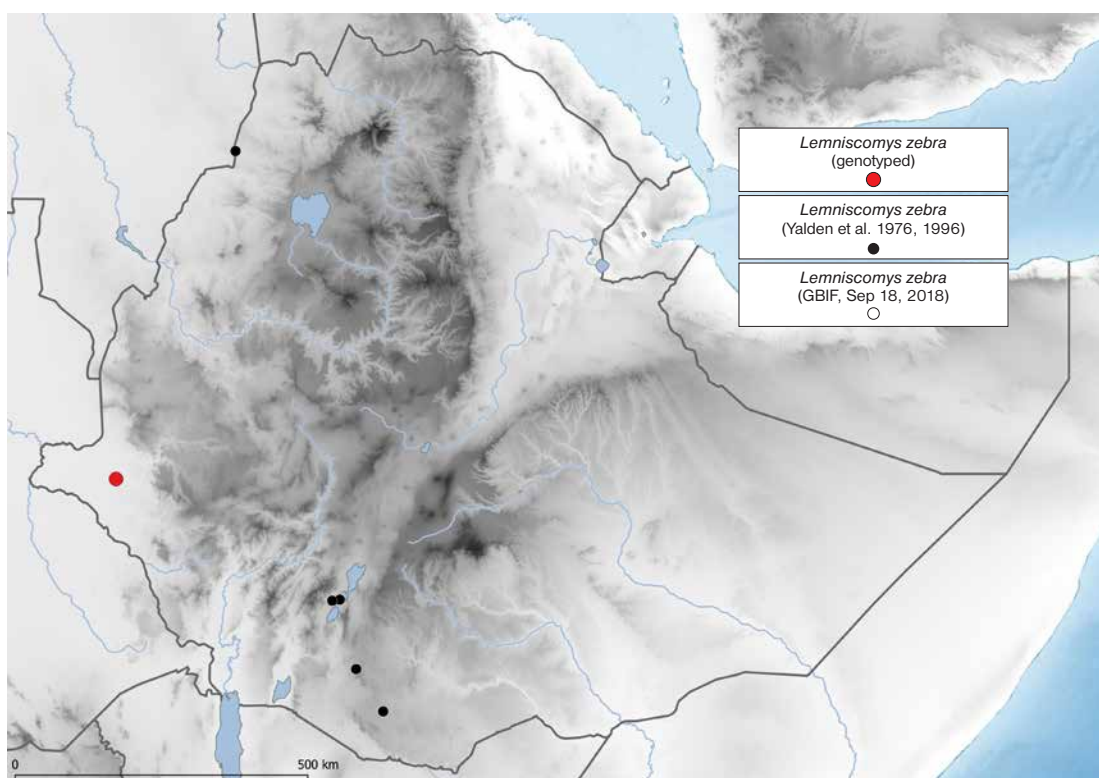 Lemniscomys zebra
(genotyped)
Lemniscomys zebra
(Yalden et al. 1976, 1996)
Lemniscomys zebra
(GBIF, Sep 18, 2018)
0 500 km